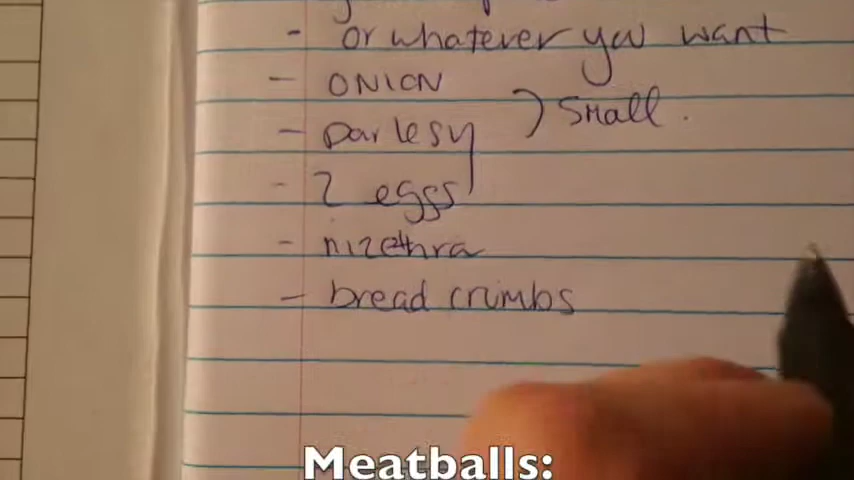 - or whatever you want
- ONION
- parlesy ) small.
- 2 eggs
- mizethra
- bread crumbs
Meatballs: